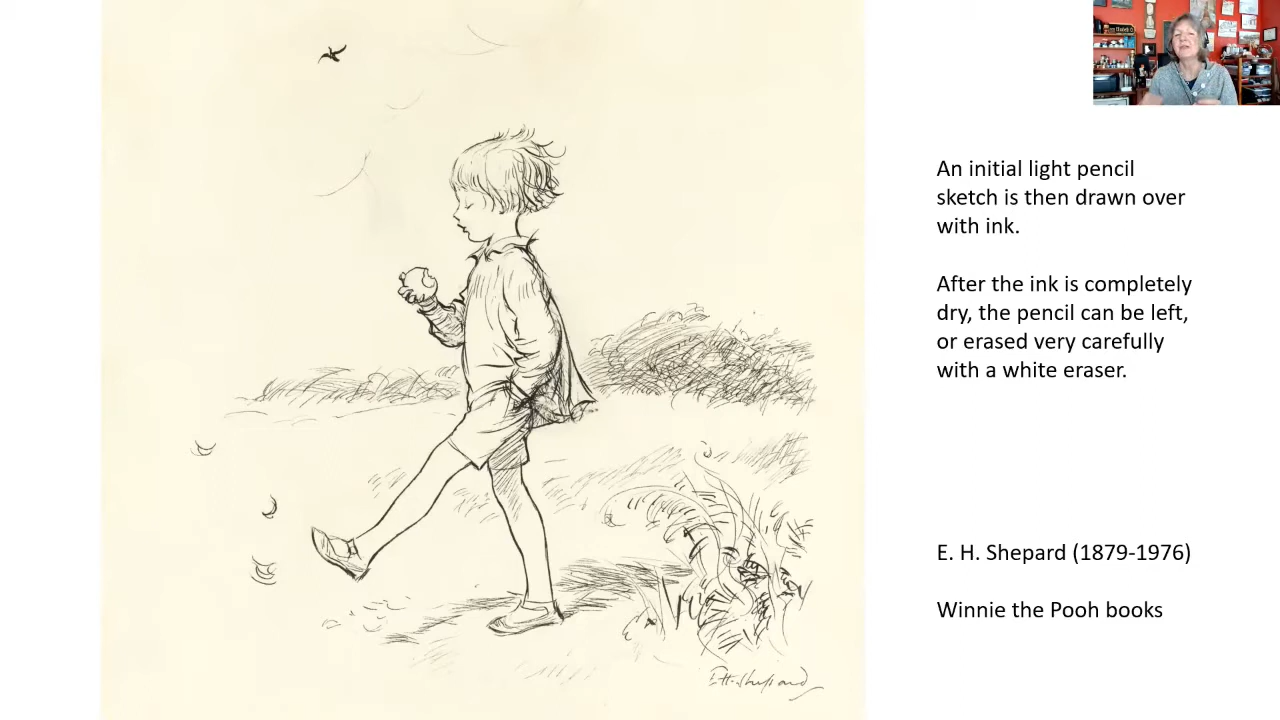 An initial light pencil
sketch is then drawn over
with ink.
After the ink is completely
dry, the pencil can be left,
or erased very carefully
with a white eraser.
E. H. Shepard (1879-1976)
Winnie the Pooh books
E.H. Shepard